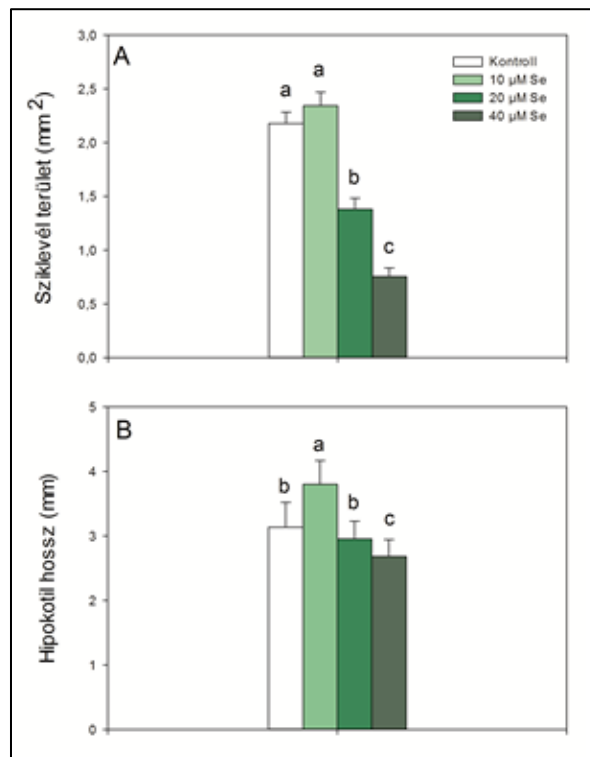 A
Kontroll
10 µM Se
20 µM Se
40 µM Se
a
a
b
c
3,0
2,5
2,0
1,5
1,0
0,5
0,0
Sziklevél terület (mm²)
B
b
a
b
c
5
4
3
2
1
0
Hipokotil hossz (mm)